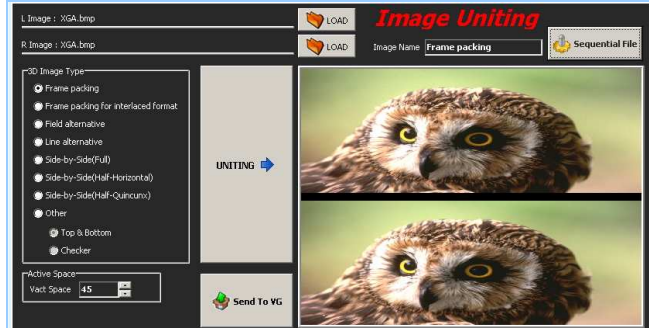 L Image : XGA.bmp
LOAD
Image Uniting
R Image : XGA.bmp
LOAD
Image Name Frame packing
Sequential File
3D Image Type
Frame packing
Frame packing for interlaced format
Field alternative
Line alternative
Side-by-Side(Full)
Side-by-Side(Half-Horizontal)
Side-by-Side(Half-Quincunx)
Other
Top & Bottom
Checker
UNITING
Active Space
Vact Space 45
Send To VG